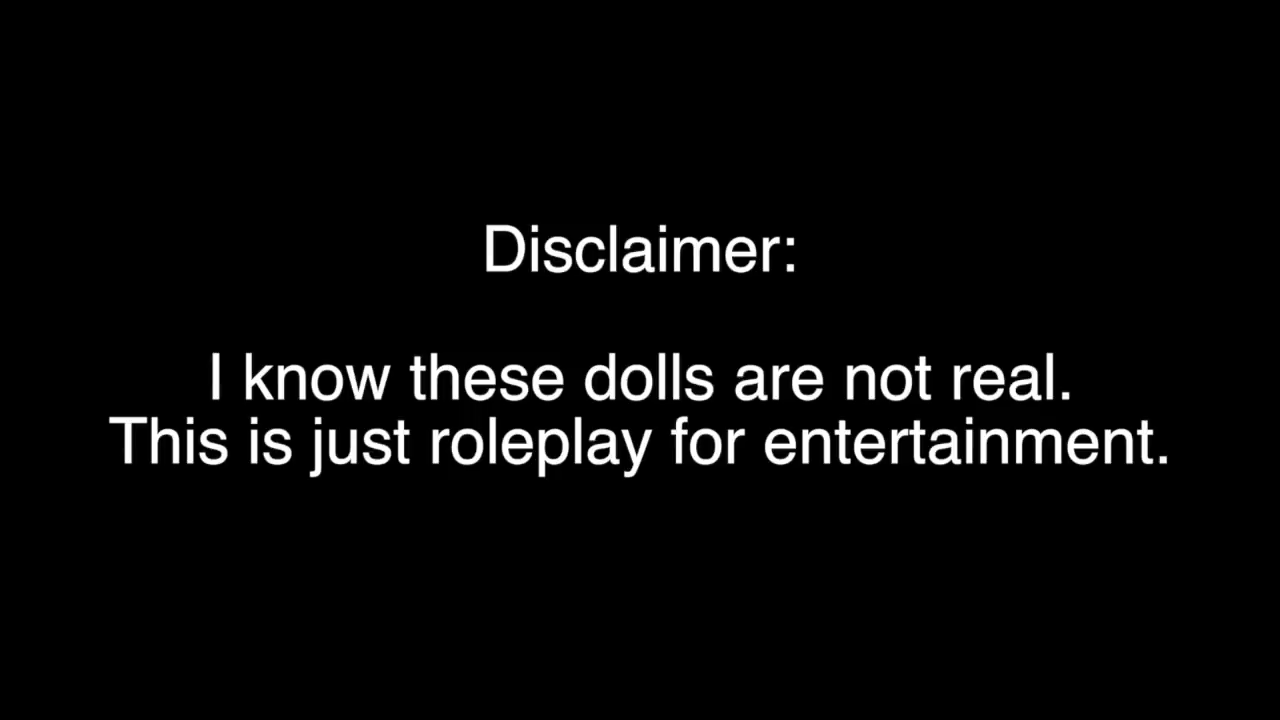 Disclaimer:
I know these dolls are not real.
This is just roleplay for entertainment.